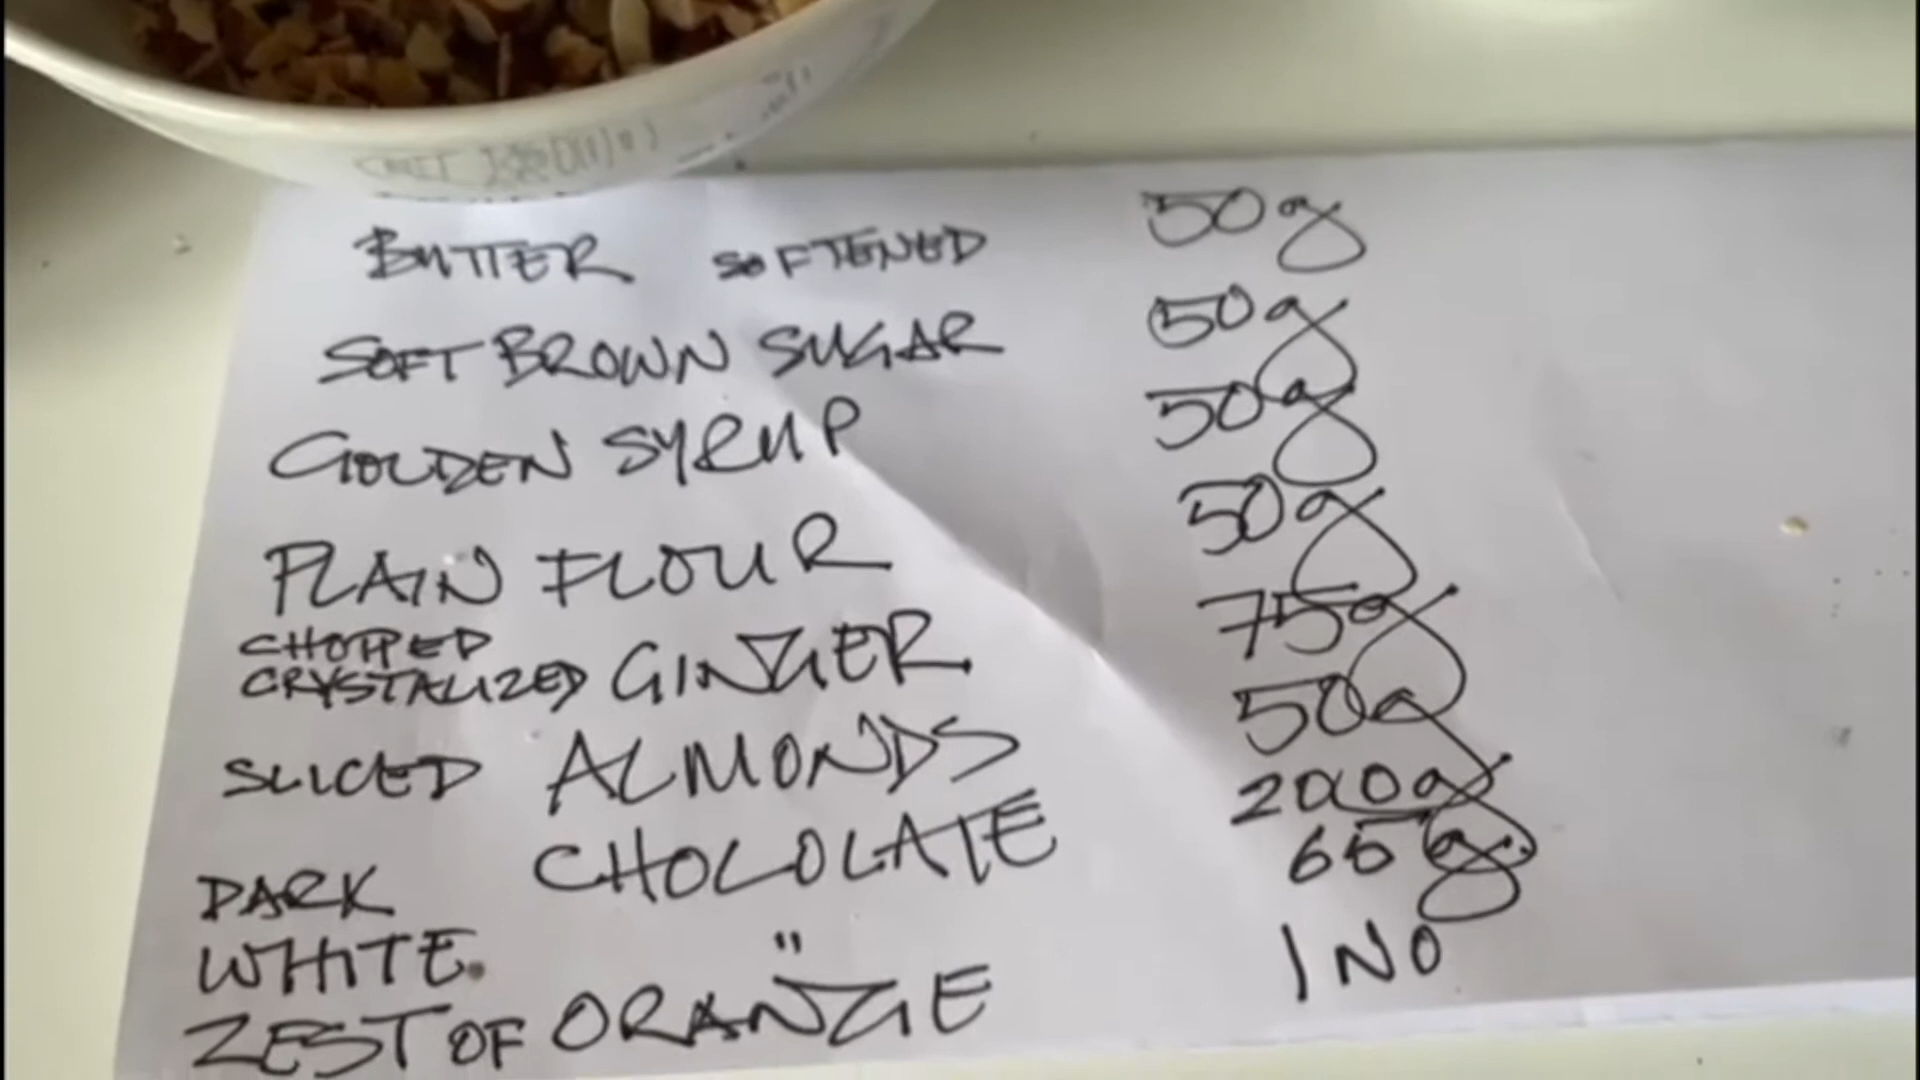 BUTTER SOFTENED 50g
SOFT BROWN SUGAR 50g
GOLDEN SYRUP 50g
PLAIN FLOUR 50g
CHOPPED
CRYSTALIZED GINGER 75g
SLICED ALMONDS 50g
DARK CHOCOLATE 200g
WHITE " 65g
ZEST OF ORANGE 1 NO